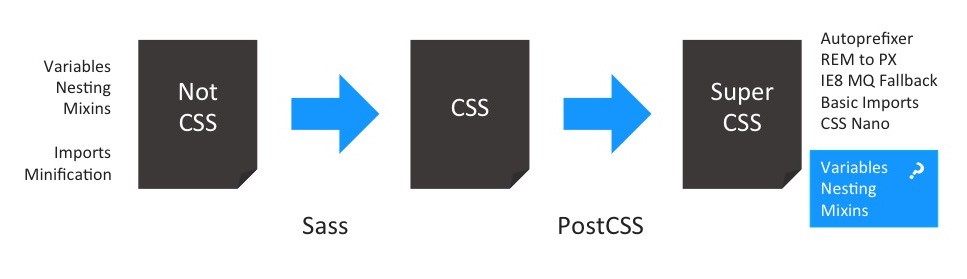 Variables
Nesting
Mixins
Imports
Minification
Not
CSS
Sass
CSS
PostCSS
Super
CSS
Autoprefixer
REM to PX
IE8 MQ Fallback
Basic Imports
CSS Nano
Variables ?
Nesting
Mixins